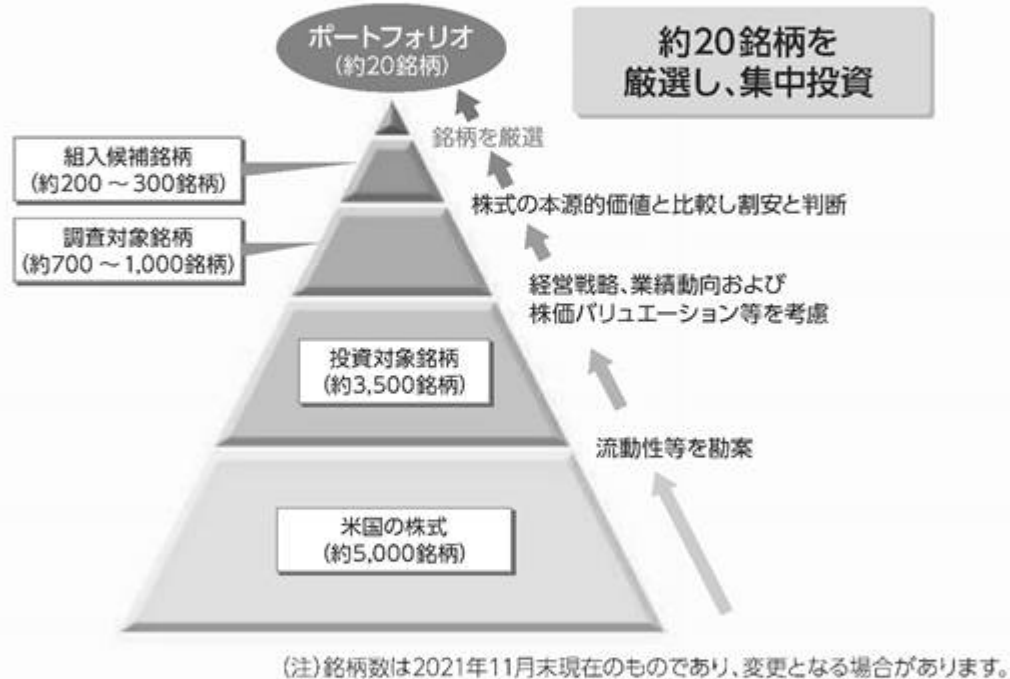 ポートフォリオ
(約20銘柄)
約20銘柄を
厳選し、集中投資
銘柄を厳選
組入候補銘柄
(約200 ～ 300銘柄)
株式の本源的価値と比較し割安と判断
調査対象銘柄
(約700 ～ 1,000銘柄)
経営戦略、業績動向および
株価バリュエーション等を考慮
投資対象銘柄
(約3,500銘柄)
流動性等を勘案
米国の株式
(約5,000銘柄)
(注)銘柄数は2021年11月末現在のものであり、変更となる場合があります。